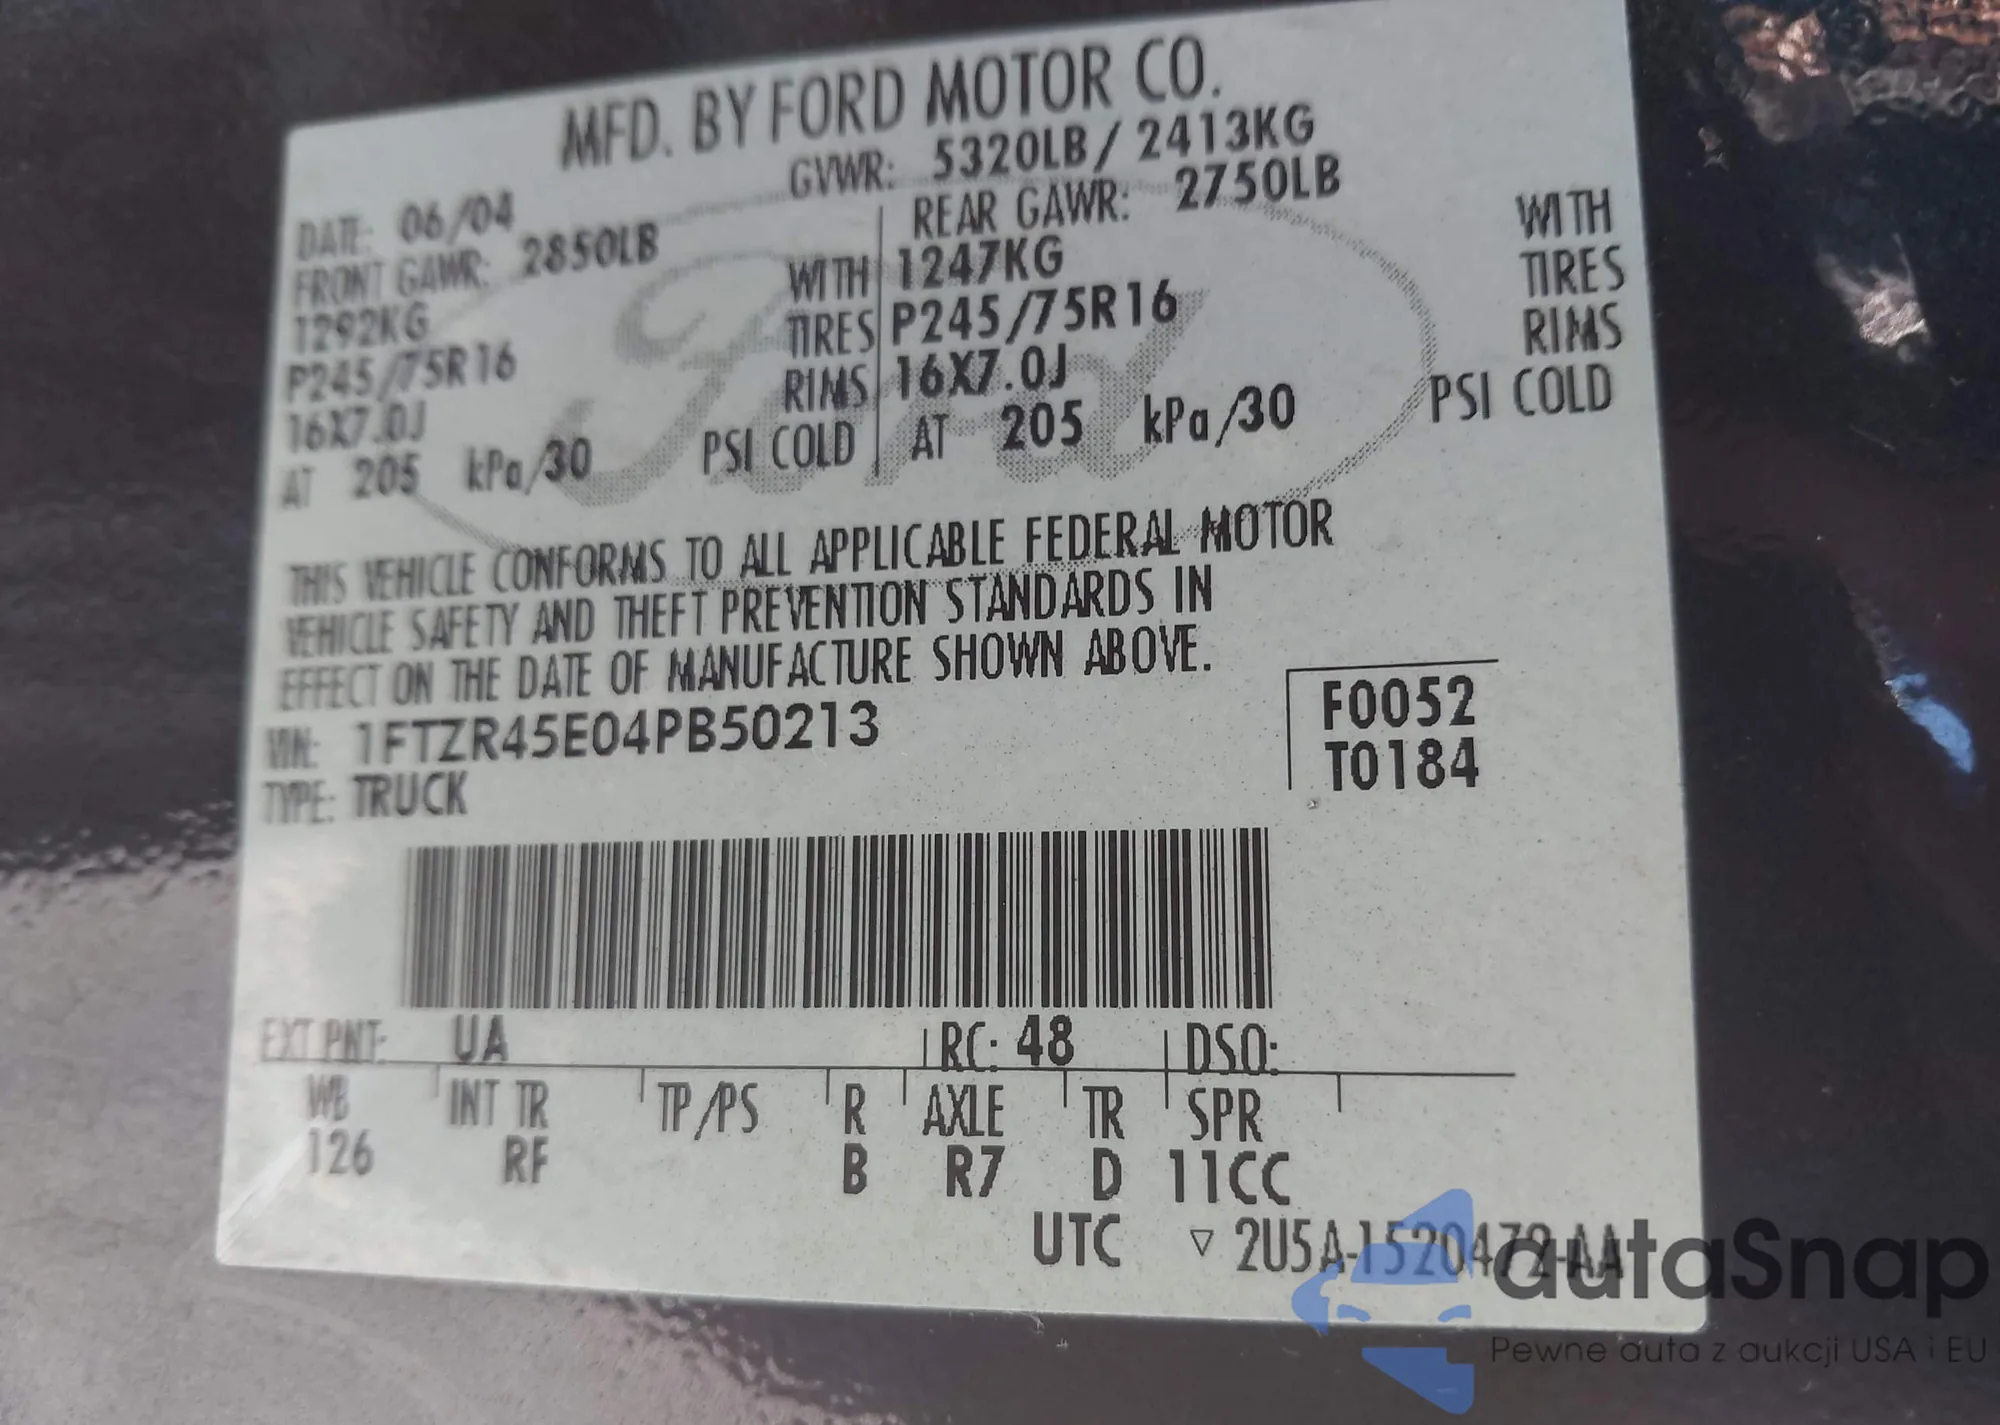 MFD. BY FORD MOTOR CO.
DATE: 06/04 GVWR: 5320LB / 2413KG
FRONT GAWR: 2850LB REAR GAWR: 2750LB
1292KG WITH 1247KG WITH
P245/75R16 TIRES P245/75R16 TIRES
16X7.0J RIMS 16X7.0J RIMS
AT 205 kPa/30 PSI COLD AT 205 kPa/30 PSI COLD
Ford
THIS VEHICLE CONFORMS TO ALL APPLICABLE FEDERAL MOTOR
VEHICLE SAFETY AND THEFT PREVENTION STANDARDS IN
EFFECT ON THE DATE OF MANUFACTURE SHOWN ABOVE.
VIN: 1FTZR45E04PB50213 F0052
TYPE: TRUCK T0184
EXT PNT: UA RC: 48 DSO:
WB INT TR TP/PS R AXLE TR SPR
126 RF B R7 D 11CC
UTC ▽ 2U5A-1520472-AA
autaSnap
Pewne auta z aukcji USA i EU